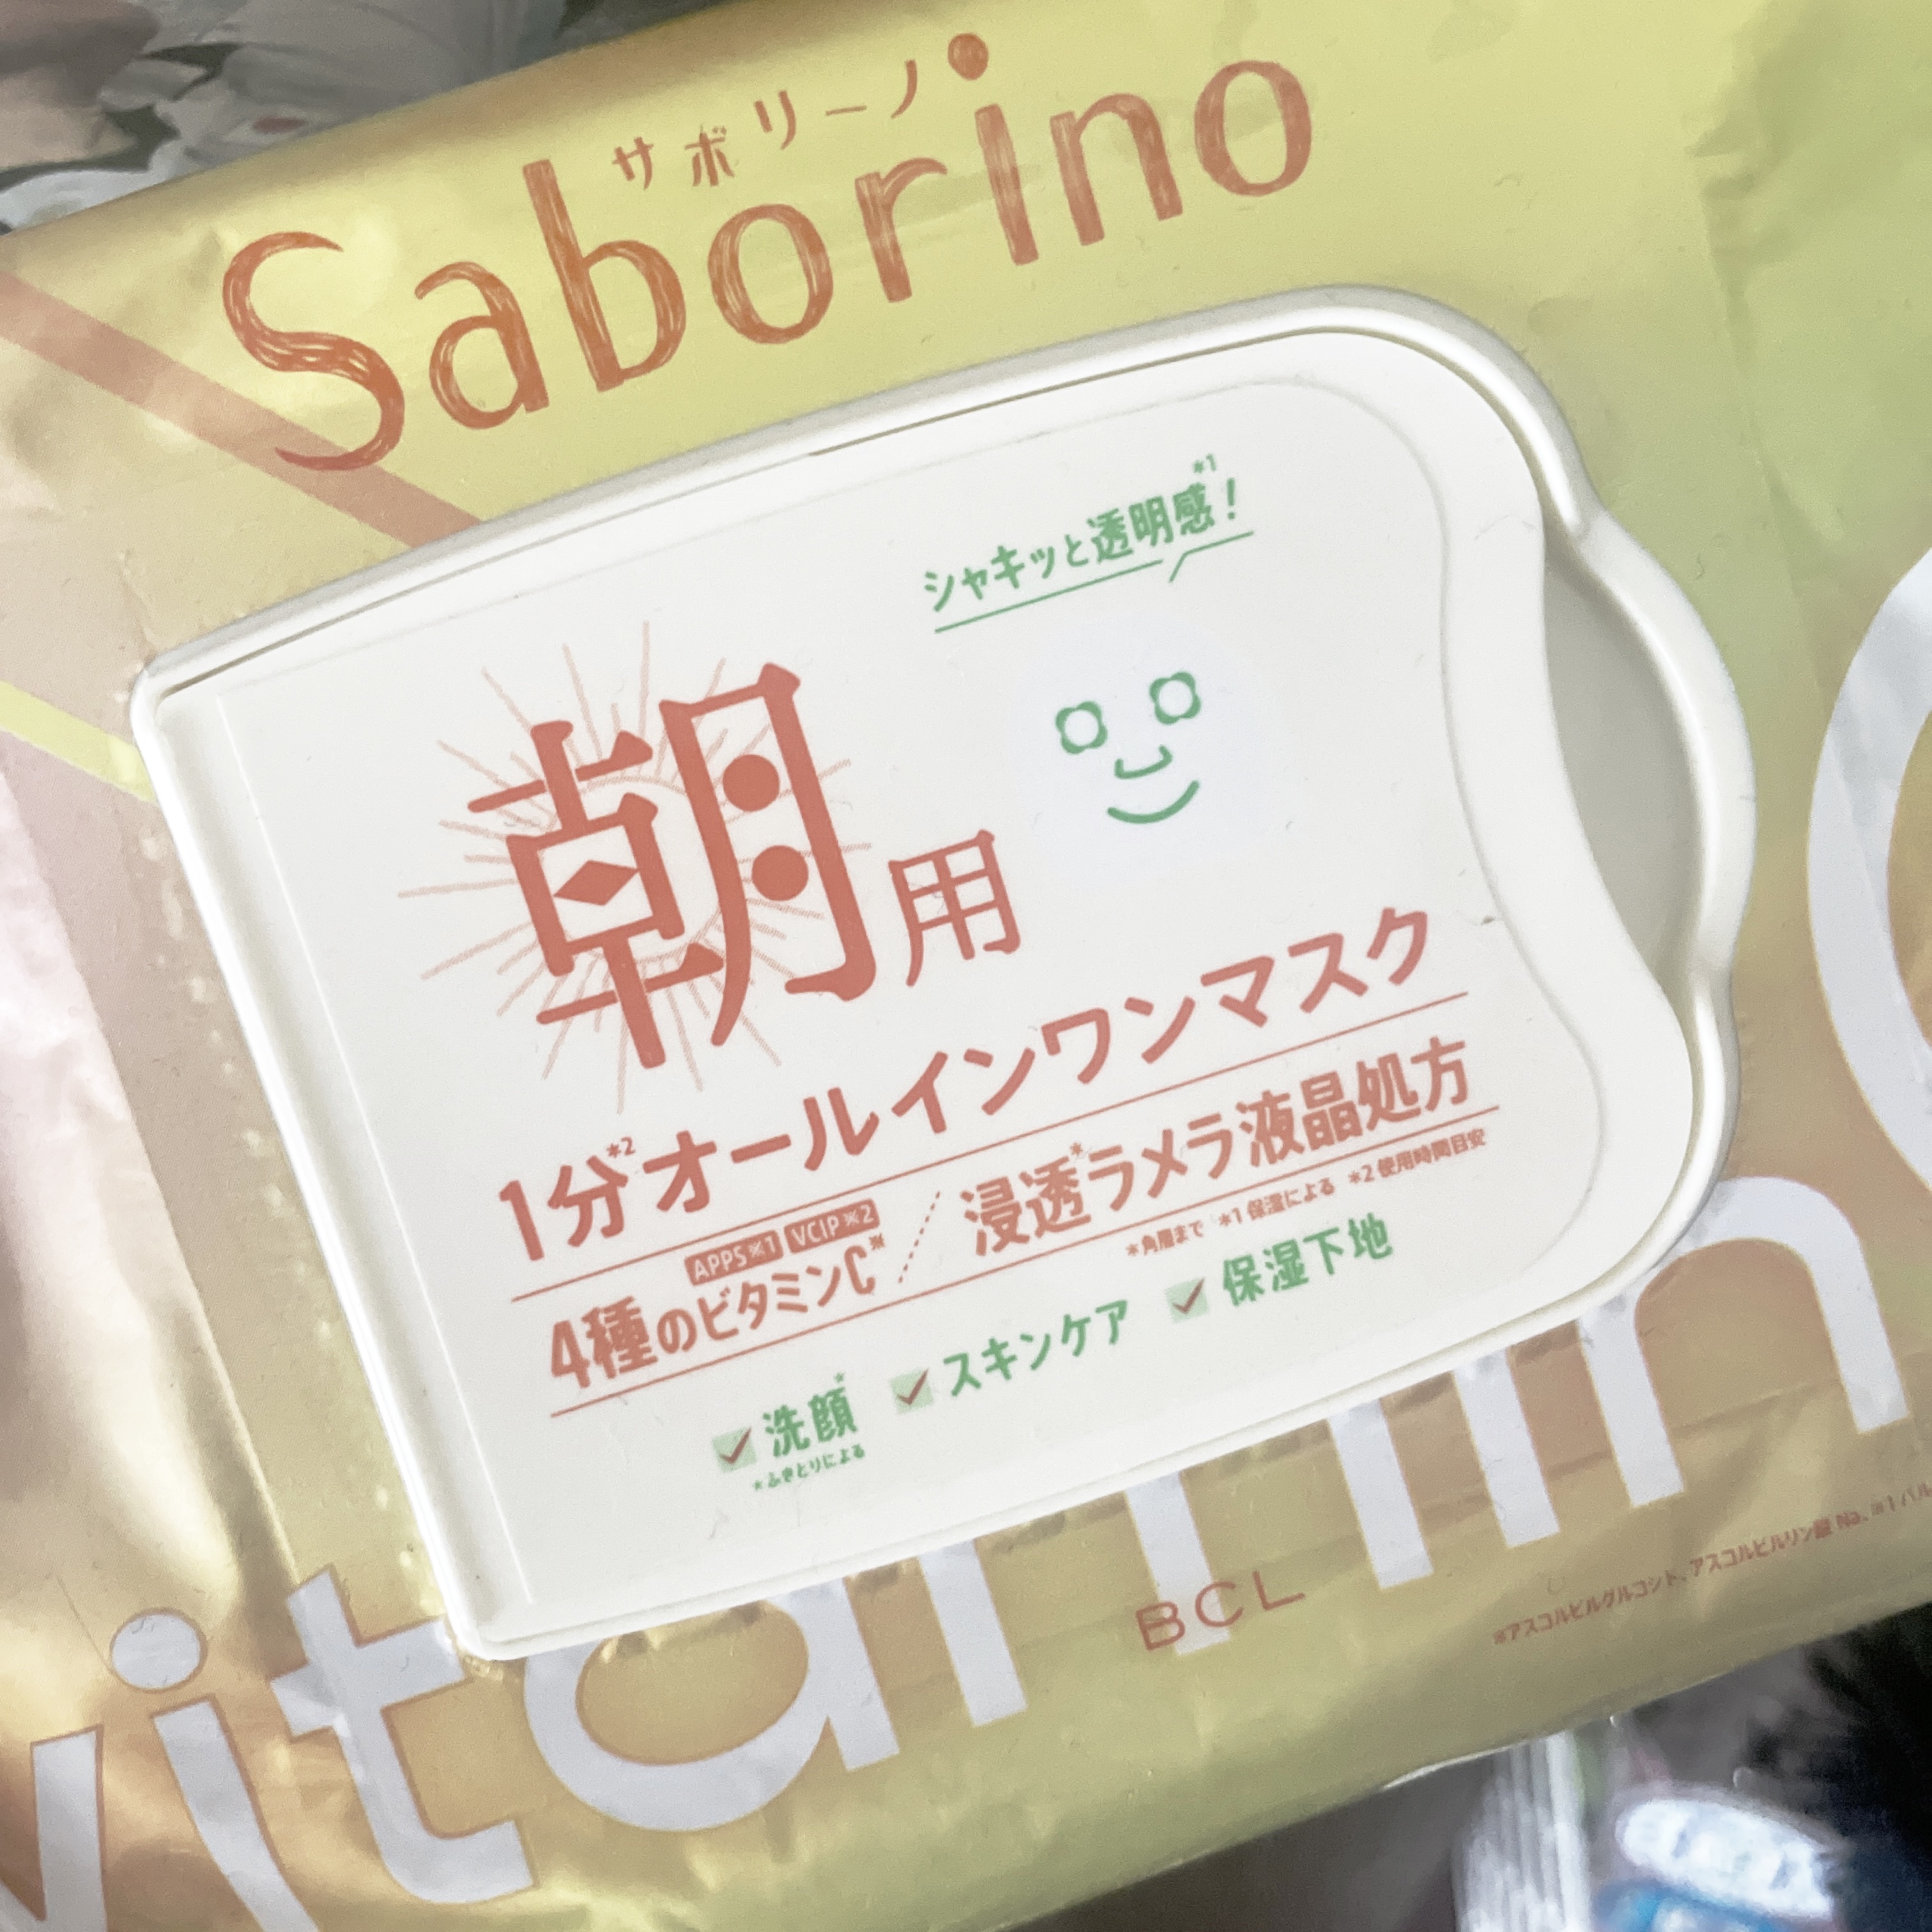 サボリーノ
Saborino
シャキッと透明感！*1
朝用
1分*2オールインワンマスク
APPS※1 VCIP※2
4種のビタミンC※／浸透*ラメラ液晶処方
*角層まで *1 保湿による *2 使用時間目安
洗顔* スキンケア 保湿下地
*ふきとりによる
vitamin C
BCL
※アスコルビルグルコシド、アスコルビルリン酸Na、※1パル